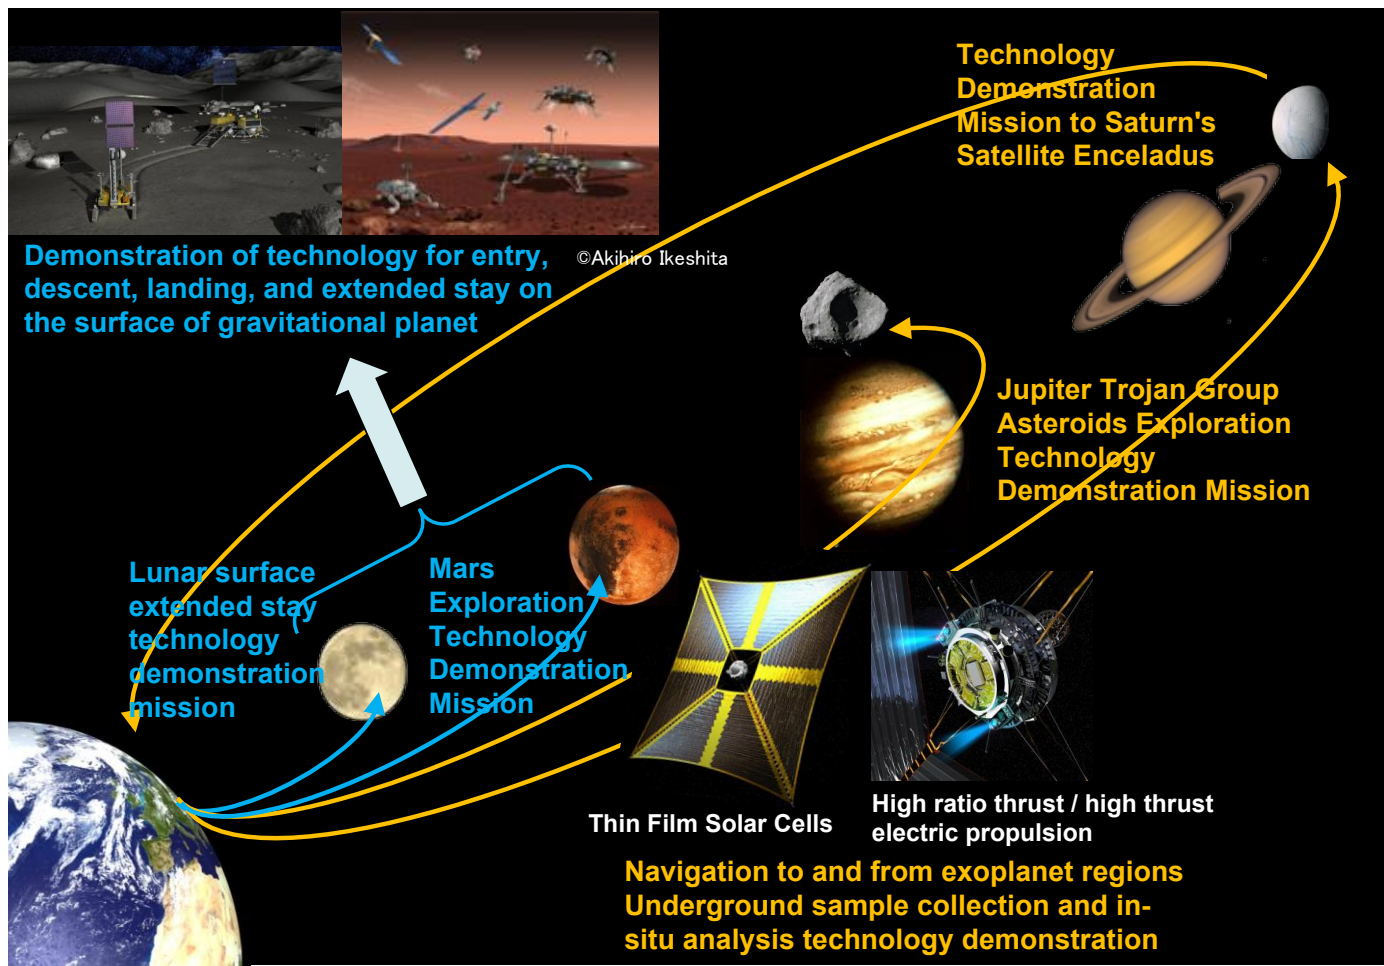 Technology
Demonstration
Mission to Saturn's
Satellite Enceladus
Demonstration of technology for entry,
descent, landing, and extended stay on
the surface of gravitational planet
©Akihiro Ikeshita
Jupiter Trojan Group
Asteroids Exploration
Technology
Demonstration Mission
Lunar surface
extended stay
technology
demonstration
mission
Mars
Exploration
Technology
Demonstration
Mission
Thin Film Solar Cells
High ratio thrust / high thrust
electric propulsion
Navigation to and from exoplanet regions
Underground sample collection and in-
situ analysis technology demonstration